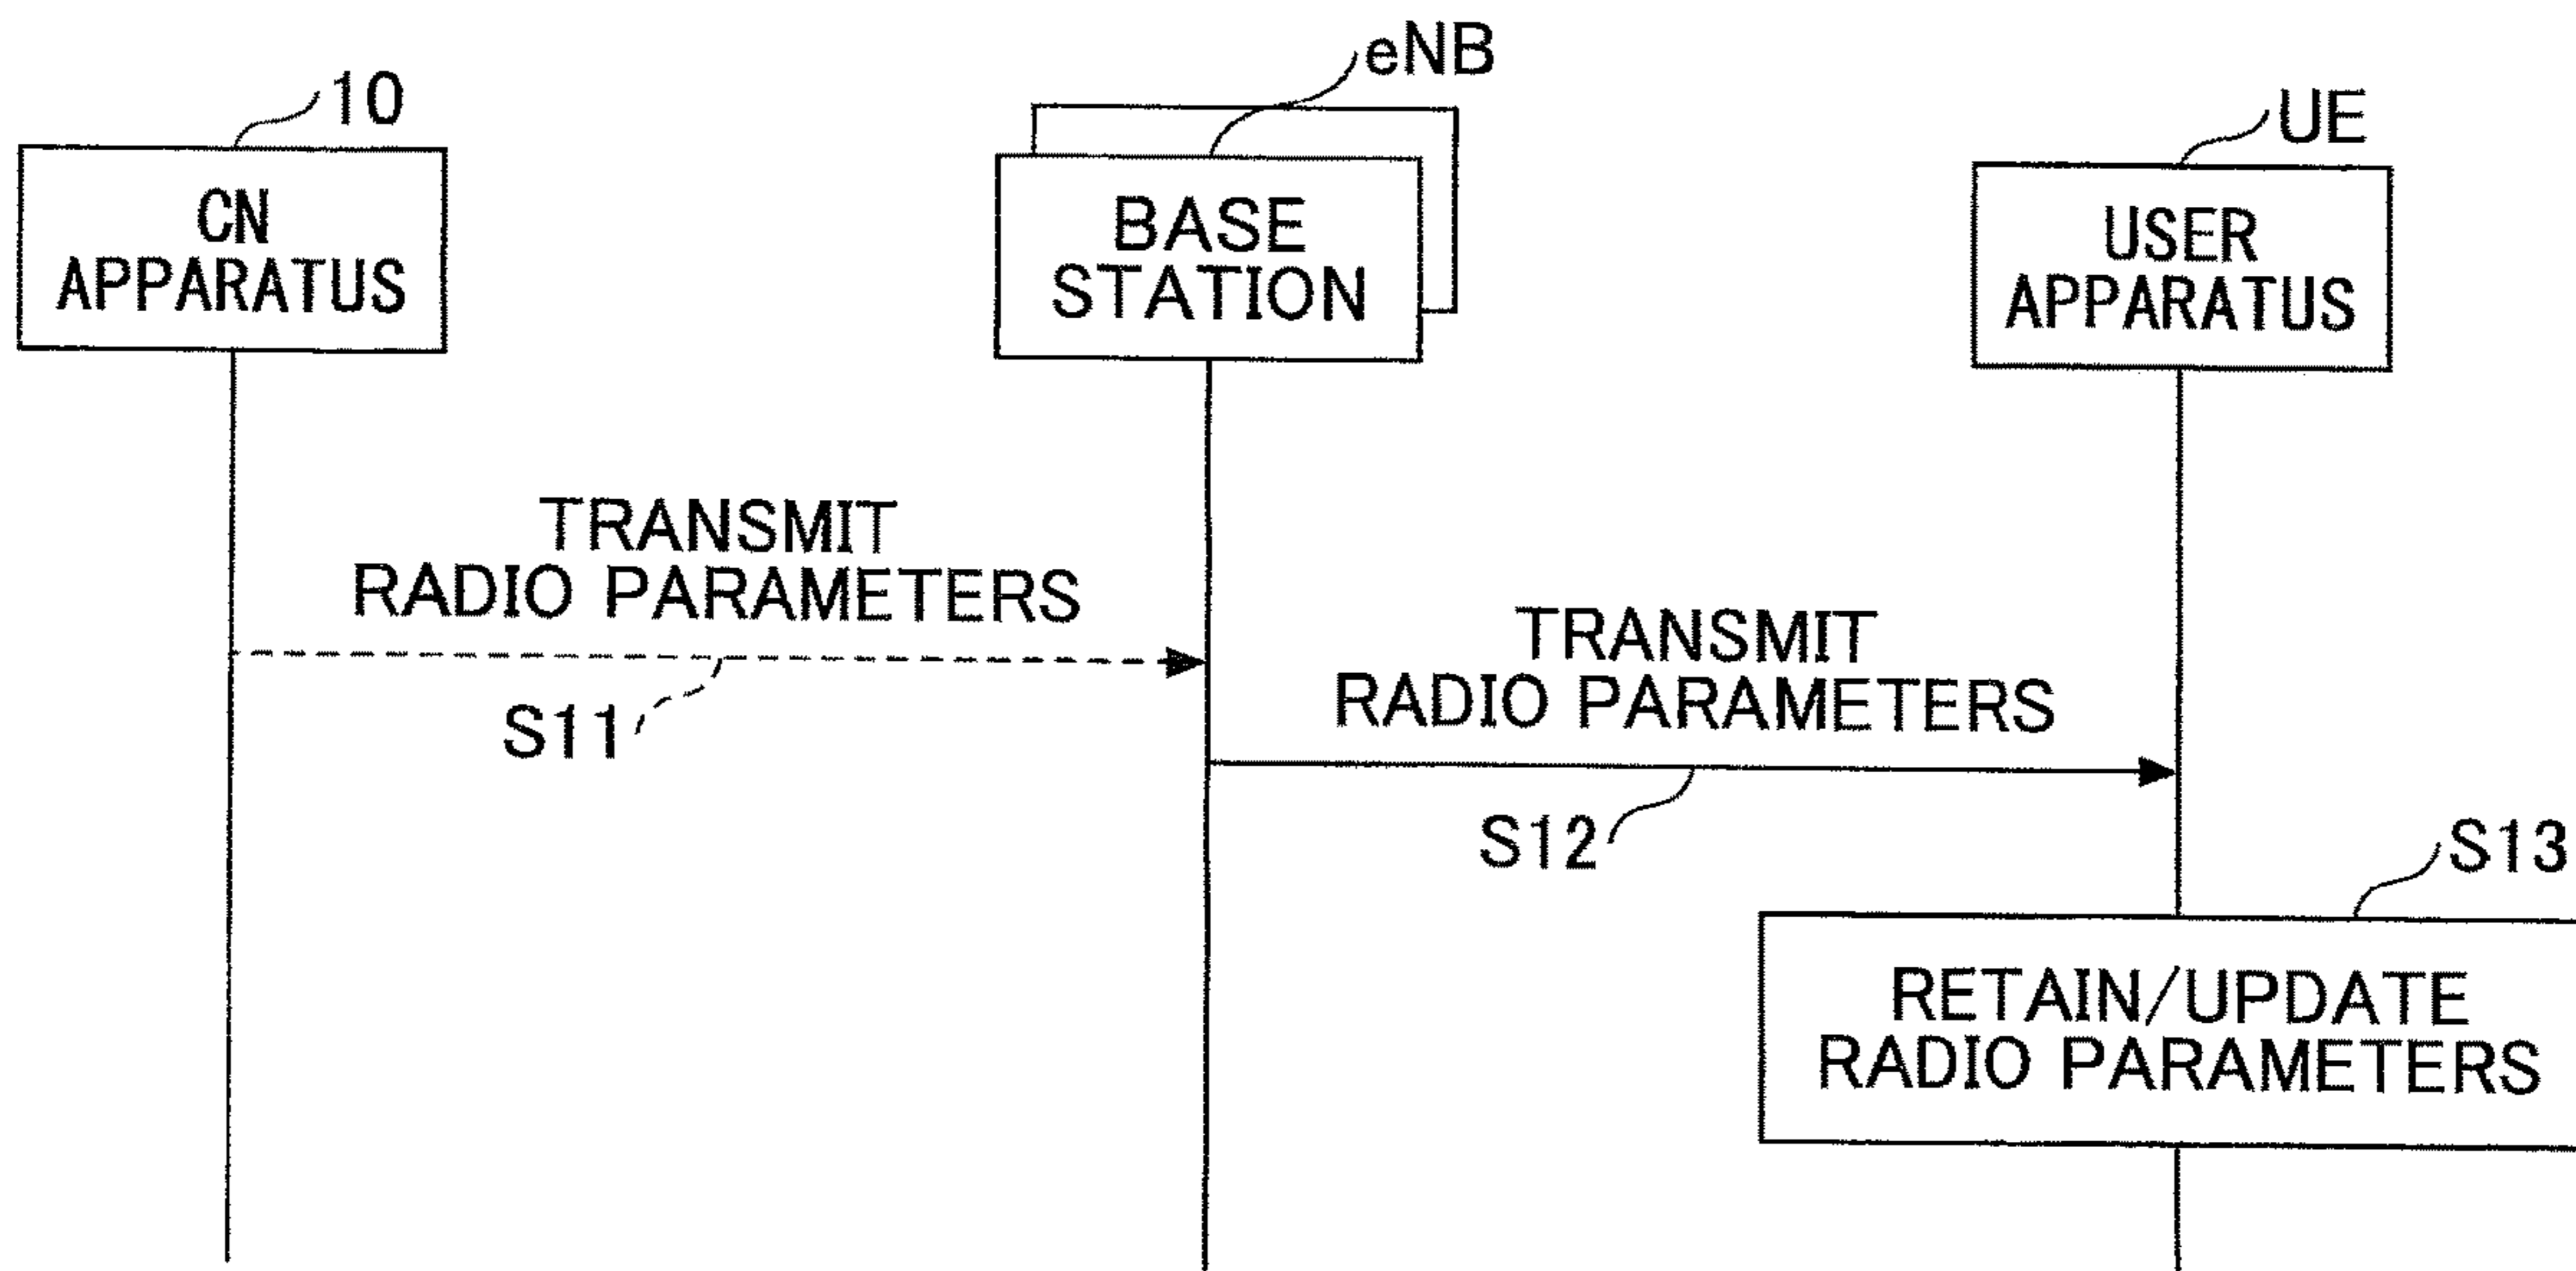 10
eNB
UE
CN
APPARATUS
BASE
STATION
USER
APPARATUS
TRANSMIT
RADIO PARAMETERS
S11
TRANSMIT
RADIO PARAMETERS
S12
S13
RETAIN/UPDATE
RADIO PARAMETERS